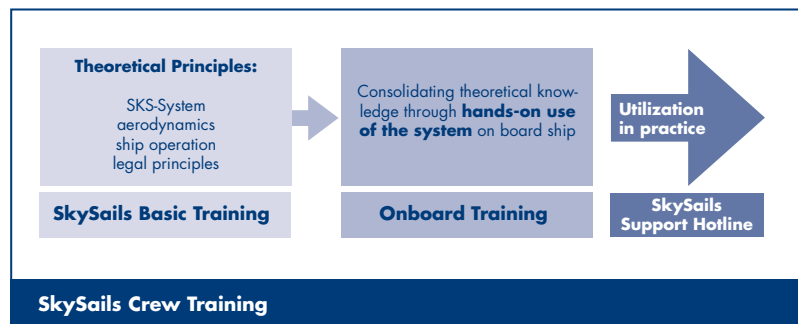 Theoretical Principles:
SKS-System
aerodynamics
ship operation
legal principles
SkySails Basic Training
Consolidating theoretical know-
ledge through hands-on use
of the system on board ship
Onboard Training
Utilization
in practice
SkySails
Support Hotline
SkySails Crew Training